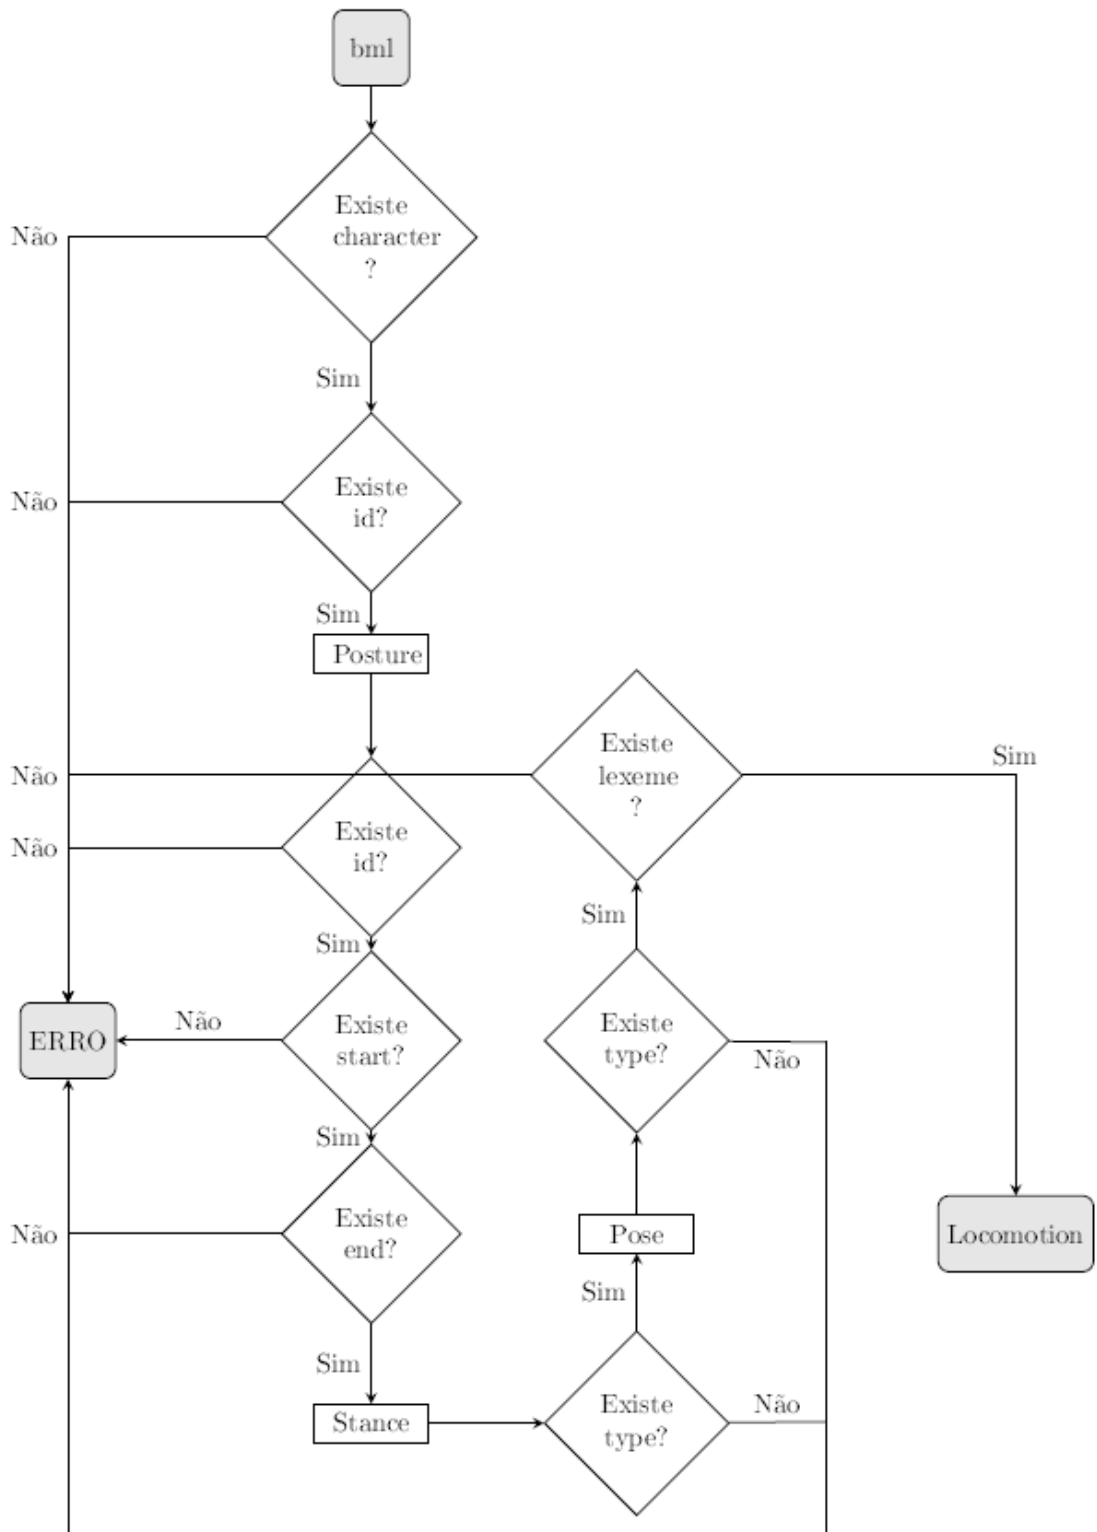 bml
Existe
character
?
Não
Sim
Existe
id?
Não
Sim
Posture
Existe
lexeme
?
Sim
Não
Existe
id?
Não
Sim
Sim
Existe
start?
Não
ERRO
Existe
type?
Não
Sim
Existe
end?
Não
Pose
Locomotion
Sim
Sim
Stance
Existe
type?
Não